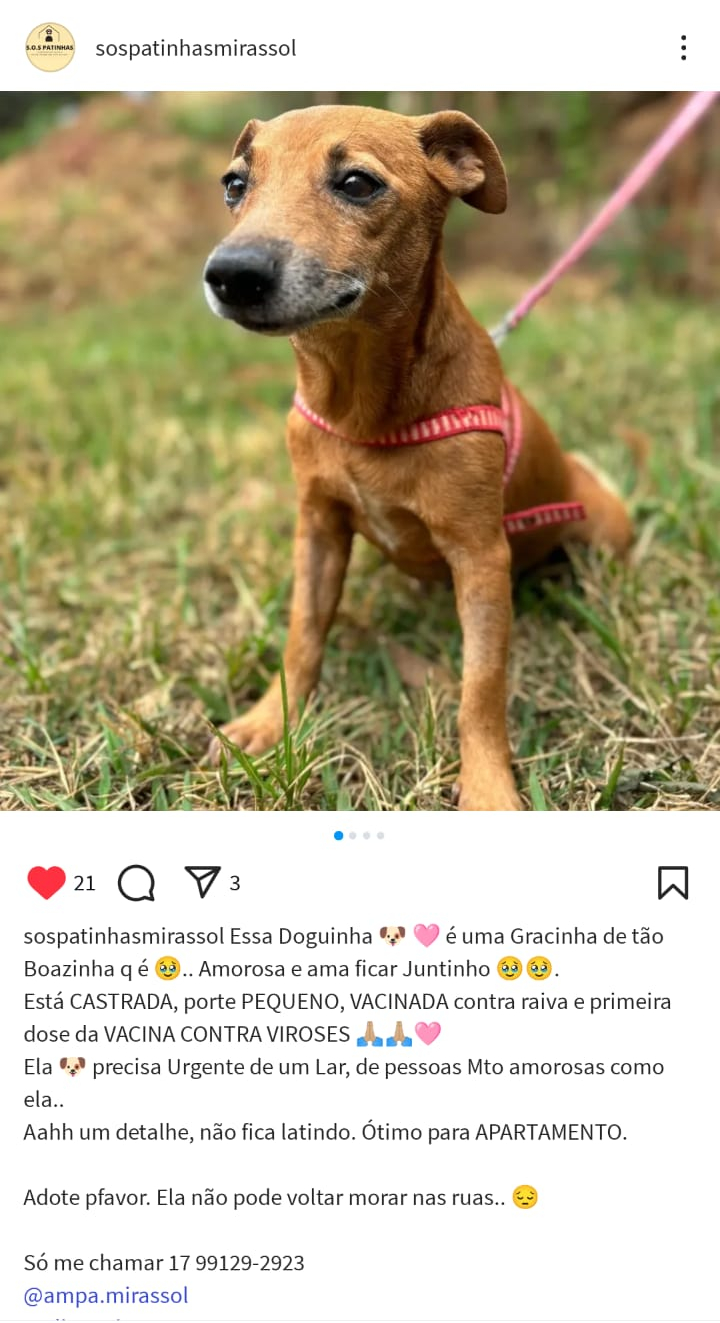 S.O.S PATINHAS
sospatinhasmirassol
21
3
sospatinhasmirassol Essa Doguinha 🐶 🩷 é uma Gracinha de tão
Boazinha q é 🥹.. Amorosa e ama ficar Juntinho 🥹🥹.
Está CASTRADA, porte PEQUENO, VACINADA contra raiva e primeira
dose da VACINA CONTRA VIROSES 🙏🏽🙏🏽🩷
Ela 🐶 precisa Urgente de um Lar, de pessoas Mto amorosas como
ela..
Aahh um detalhe, não fica latindo. Ótimo para APARTAMENTO.
Adote pfavor. Ela não pode voltar morar nas ruas.. 😔
Só me chamar 17 99129-2923
@ampa.mirassol